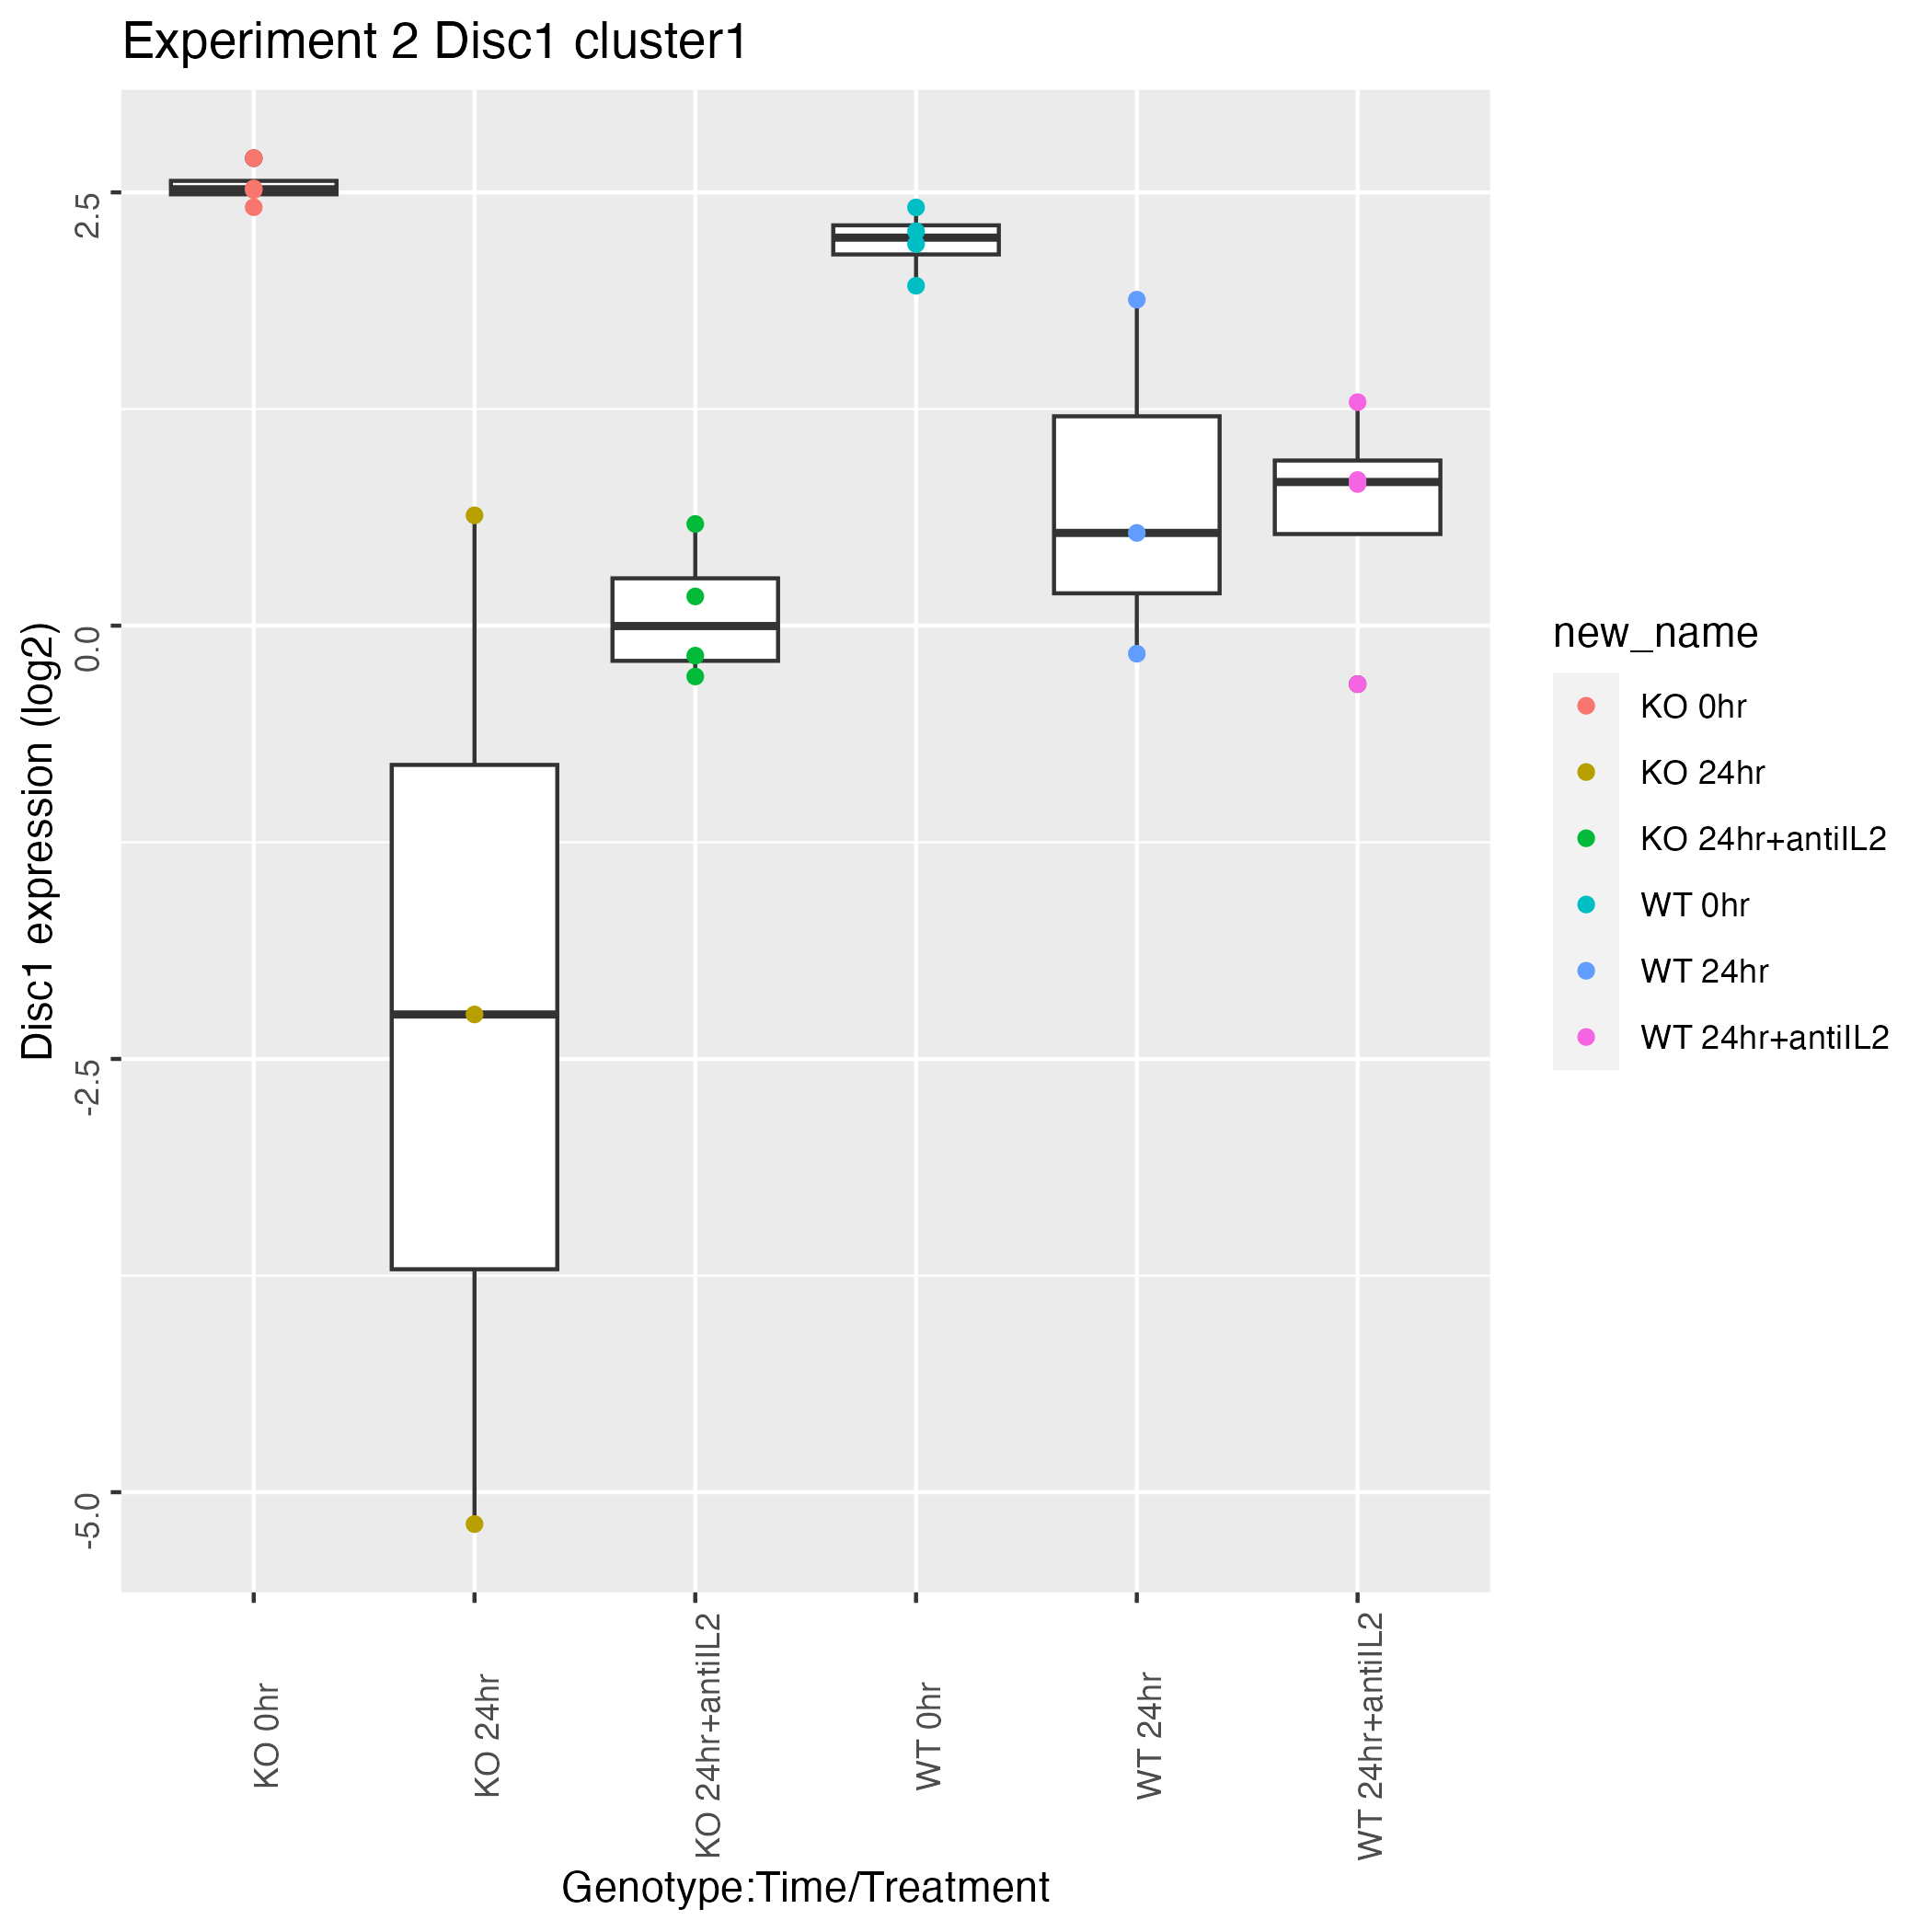 Experiment 2 Disc1 cluster1
Disc1 expression (log2)
2.5
0.0
-2.5
-5.0
KO 0hr
KO 24hr
KO 24hr+antiIL2
WT 0hr
WT 24hr
WT 24hr+antiIL2
Genotype:Time/Treatment
new_name
KO 0hr
KO 24hr
KO 24hr+antiIL2
WT 0hr
WT 24hr
WT 24hr+antiIL2